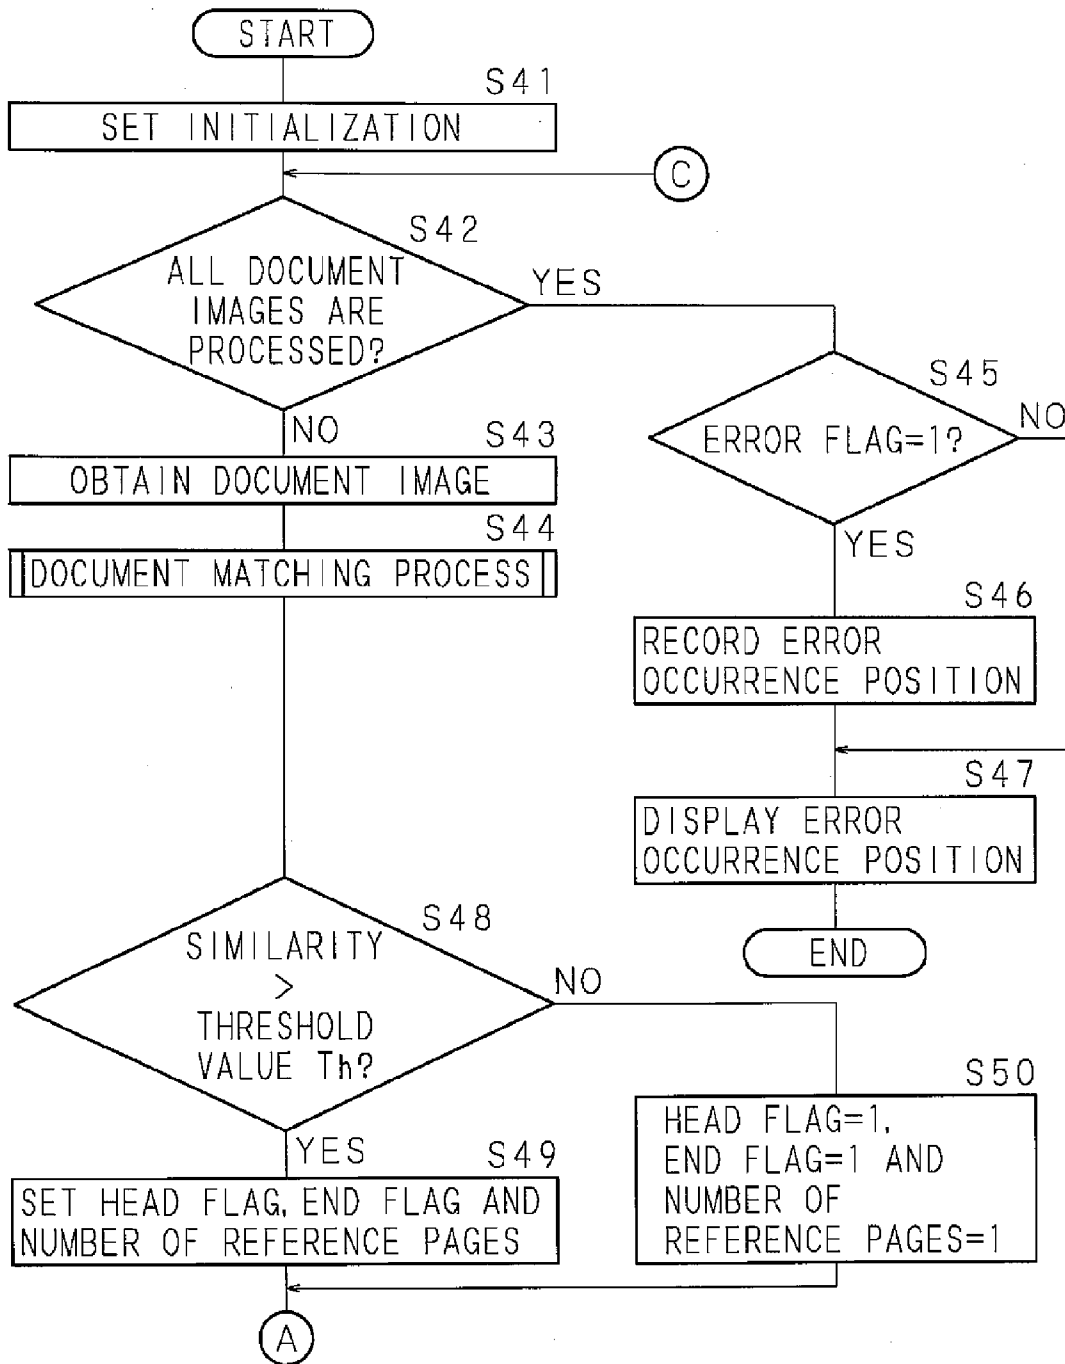 START
S41
SET INITIALIZATION
C
S42
ALL DOCUMENT
IMAGES ARE
PROCESSED?
YES
NO
S45
ERROR FLAG=1?
NO
YES
S43
OBTAIN DOCUMENT IMAGE
S44
DOCUMENT MATCHING PROCESS
S46
RECORD ERROR
OCCURRENCE POSITION
S47
DISPLAY ERROR
OCCURRENCE POSITION
END
S48
SIMILARITY
>
THRESHOLD
VALUE Th?
NO
YES
S49
SET HEAD FLAG, END FLAG AND
NUMBER OF REFERENCE PAGES
S50
HEAD FLAG=1,
END FLAG=1 AND
NUMBER OF
REFERENCE PAGES=1
A